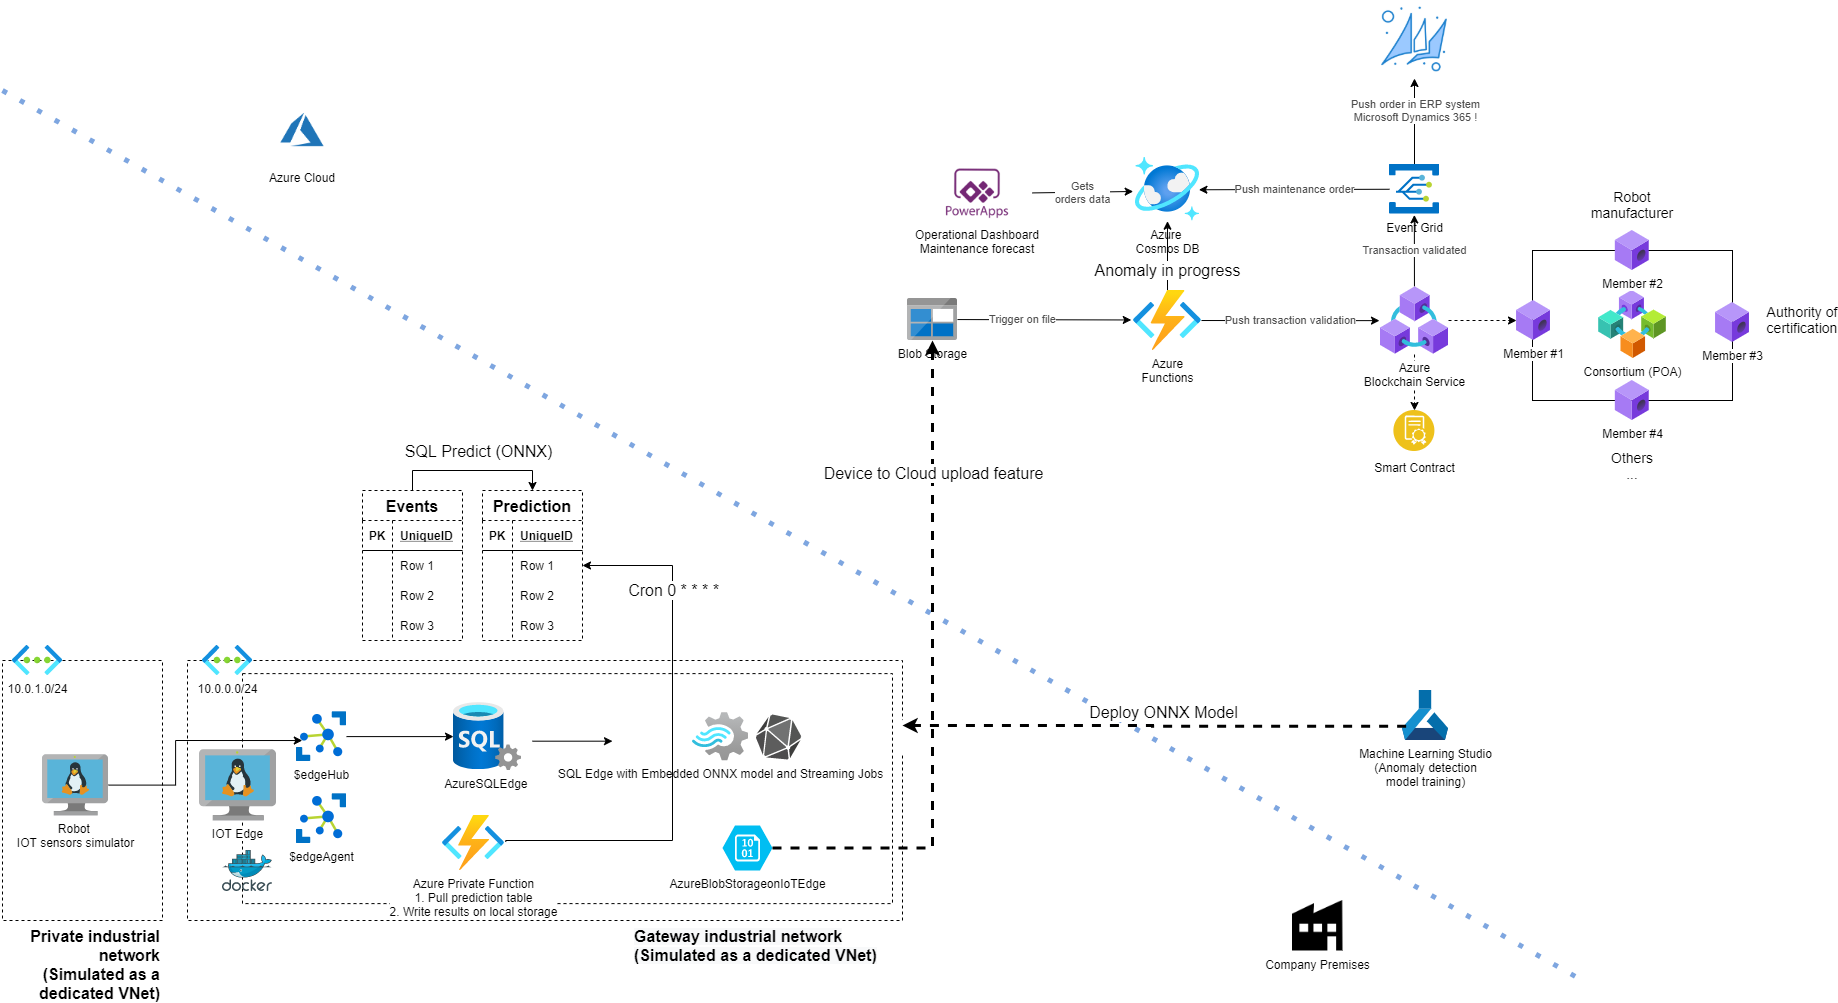 Azure Cloud
Push order in ERP system
Microsoft Dynamics 365 !
PowerApps
Operational Dashboard
Maintenance forecast
Gets
orders data
Azure
Cosmos DB
Push maintenance order
Event Grid
Transaction validated
Anomaly in progress
Blob Storage
Trigger on file
Azure
Functions
Push transaction validation
Azure
Blockchain Service
Smart Contract
Robot
manufacturer
Member #2
Member #1
Consortium (POA)
Member #3
Authority of
certification
Member #4
Others
...
Device to Cloud upload feature
SQL Predict (ONNX)
Events
PK
UniqueID
Row 1
Row 2
Row 3
Prediction
PK
UniqueID
Row 1
Row 2
Row 3
Cron 0 * * * *
10.0.1.0/24
Robot
IOT sensors simulator
Private industrial
network
(Simulated as a
dedicated VNet)
10.0.0.0/24
$edgeHub
IOT Edge
$edgeAgent
docker
SQL
AzureSQLEdge
SQL Edge with Embedded ONNX model and Streaming Jobs
Azure Private Function
1. Pull prediction table
2. Write results on local storage
10
01
AzureBlobStorageonIoTEdge
Gateway industrial network
(Simulated as a dedicated VNet)
Deploy ONNX Model
Machine Learning Studio
(Anomaly detection
model training)
Company Premises